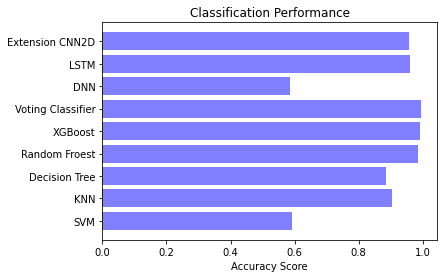 Classification Performance
Extension CNN2D
LSTM
DNN
Voting Classifier
XGBoost
Random Froest
Decision Tree
KNN
SVM
0.0 0.2 0.4 0.6 0.8 1.0
Accuracy Score